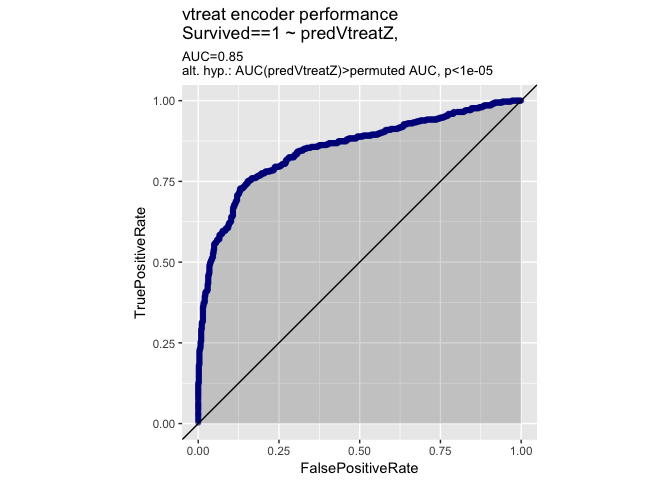 vtreat encoder performance
Survived==1 ~ predVtreatZ,
AUC=0.85
alt. hyp.: AUC(predVtreatZ)>permuted AUC, p<1e-05
1.00
0.75
0.50
0.25
0.00
TruePositiveRate
0.00 0.25 0.50 0.75 1.00
FalsePositiveRate